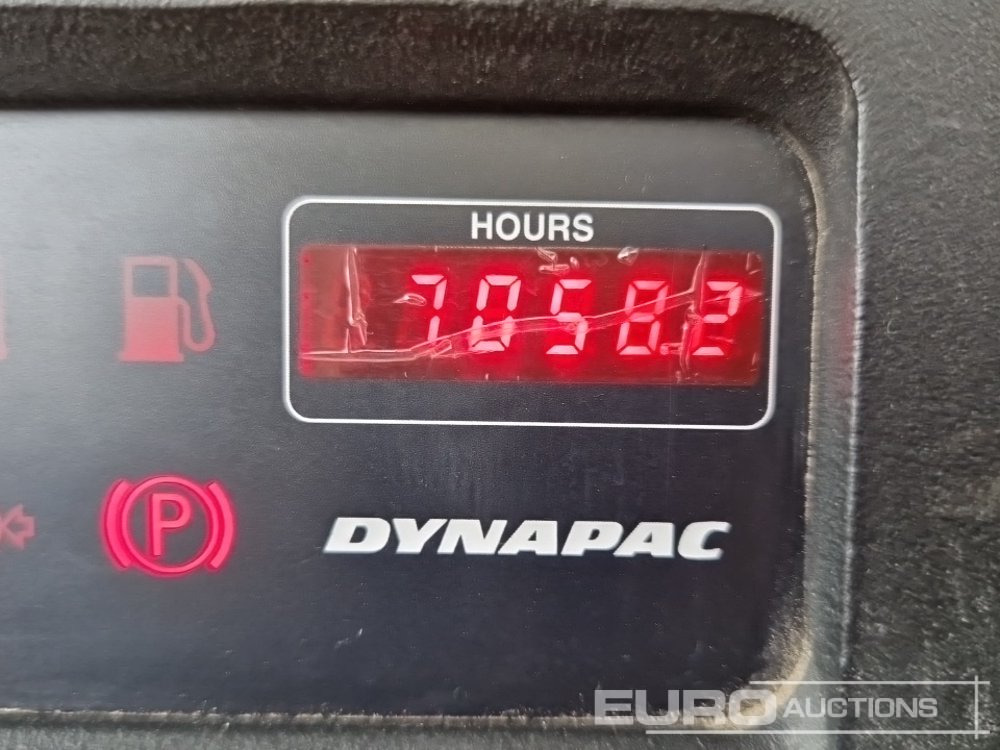 HOURS
7058.2
P
DYNAPAC
EURO AUCTIONS